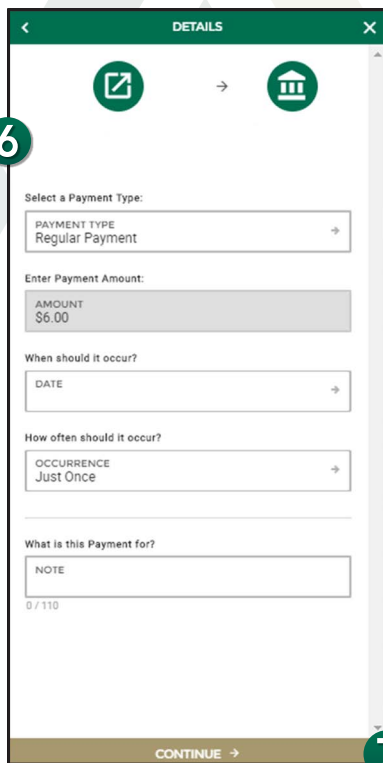 DETAILS
6
Select a Payment Type:
PAYMENT TYPE
Regular Payment
Enter Payment Amount:
AMOUNT
$6.00
When should it occur?
DATE
How often should it occur?
OCCURRENCE
Just Once
What is this Payment for?
NOTE
0 / 110
CONTINUE